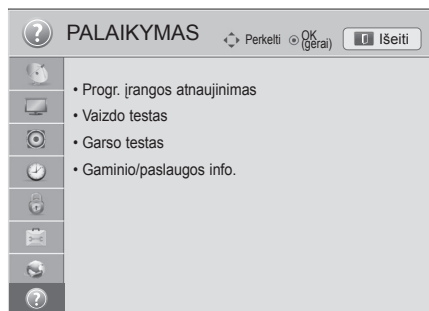 PALAIKYMAS
Perkelti
OK (gerai)
Išeiti
• Progr. įrangos atnaujinimas
• Vaizdo testas
• Garso testas
• Gaminio/paslaugos info.